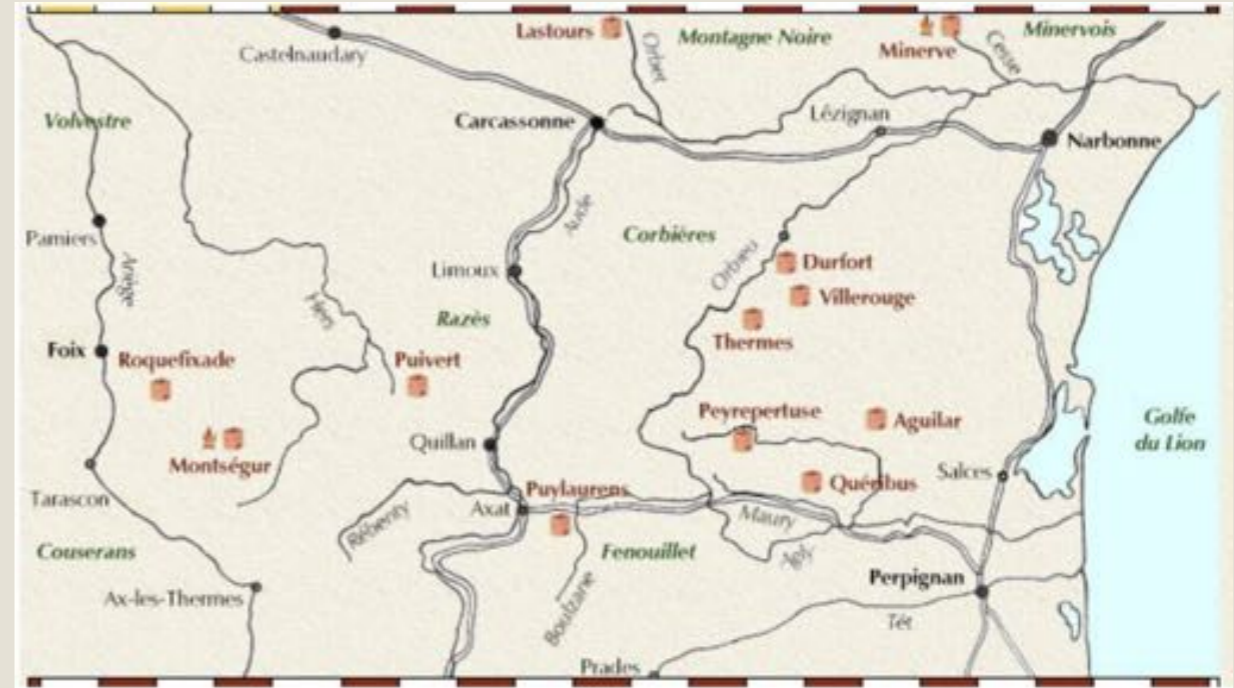 Lastours
Orbet
Montagne Noire
Minerve
Cesse
Minervois
Castelnaudary
Volvestre
Carcassonne
Lézignan
Narbonne
Aude
Pamiers
Ariège
Corbières
Orbieu
Durfort
Limoux
Villerouge
Hers
Razès
Thermes
Foix
Roquefixade
Puivert
Peyrepertuse
Aguilar
Golfe
du Lion
Quillan
Montségur
Salces
Quéribus
Puylaurens
Tarascon
Axat
Rébenty
Maury
Couserans
Fenouillet
Agly
Perpignan
Ax-les-Thermes
Boulzane
Têt
Prades